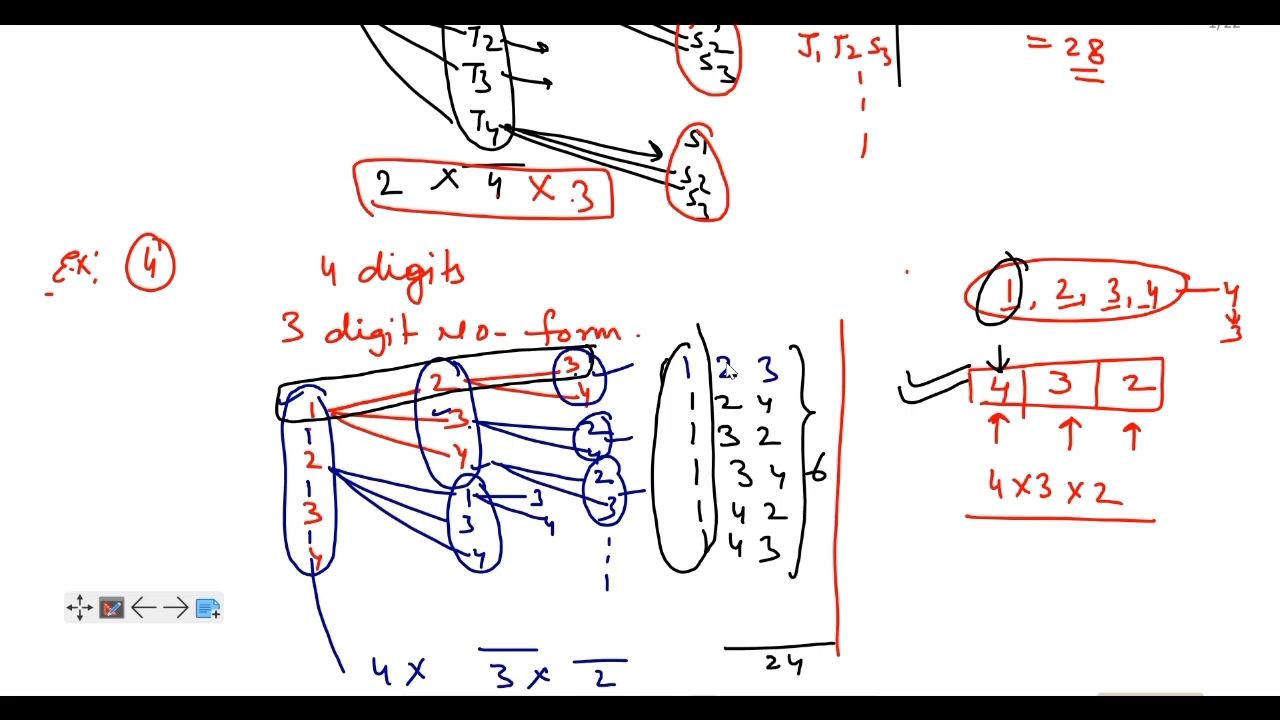 1/22
T2
T3
T4
S2
S3
T1 T2 S3
= 28
S1
S2
S3
2 × 4 × 3
Ex: 4
4 digits
1, 2, 3, 4 — 4
3
3 digit no- form.
4 3 2
4×3×2
1 2 3
4
3 2
4
4 2
3
2 1 3
4
3
4
3
4
1 2 3
1 2 4
1 3 2
1 3 4
1 4 2
1 4 3
6
24
4 × 3 × 2